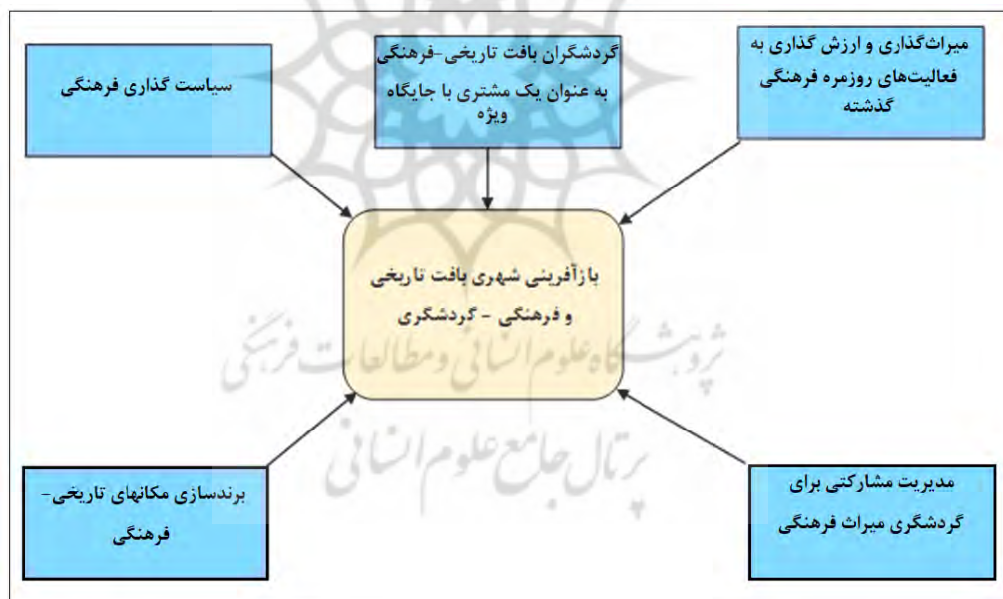 میراث‌گذاری و ارزش گذاری به
فعالیت‌های روزمره فرهنگی
گذشته
گردشگران بافت تاریخی-فرهنگی
به عنوان یک مشتری با جایگاه
ویژه
سیاست گذاری فرهنگی
بازآفرینی شهری بافت تاریخی
و فرهنگی - گردشگری
پژوهشگاه علوم انسانی و مطالعات فرهنگی
پرتال جامع علوم انسانی
مدیریت مشارکتی برای
گردشگری میراث فرهنگی
برندسازی مکانهای تاریخی-
فرهنگی